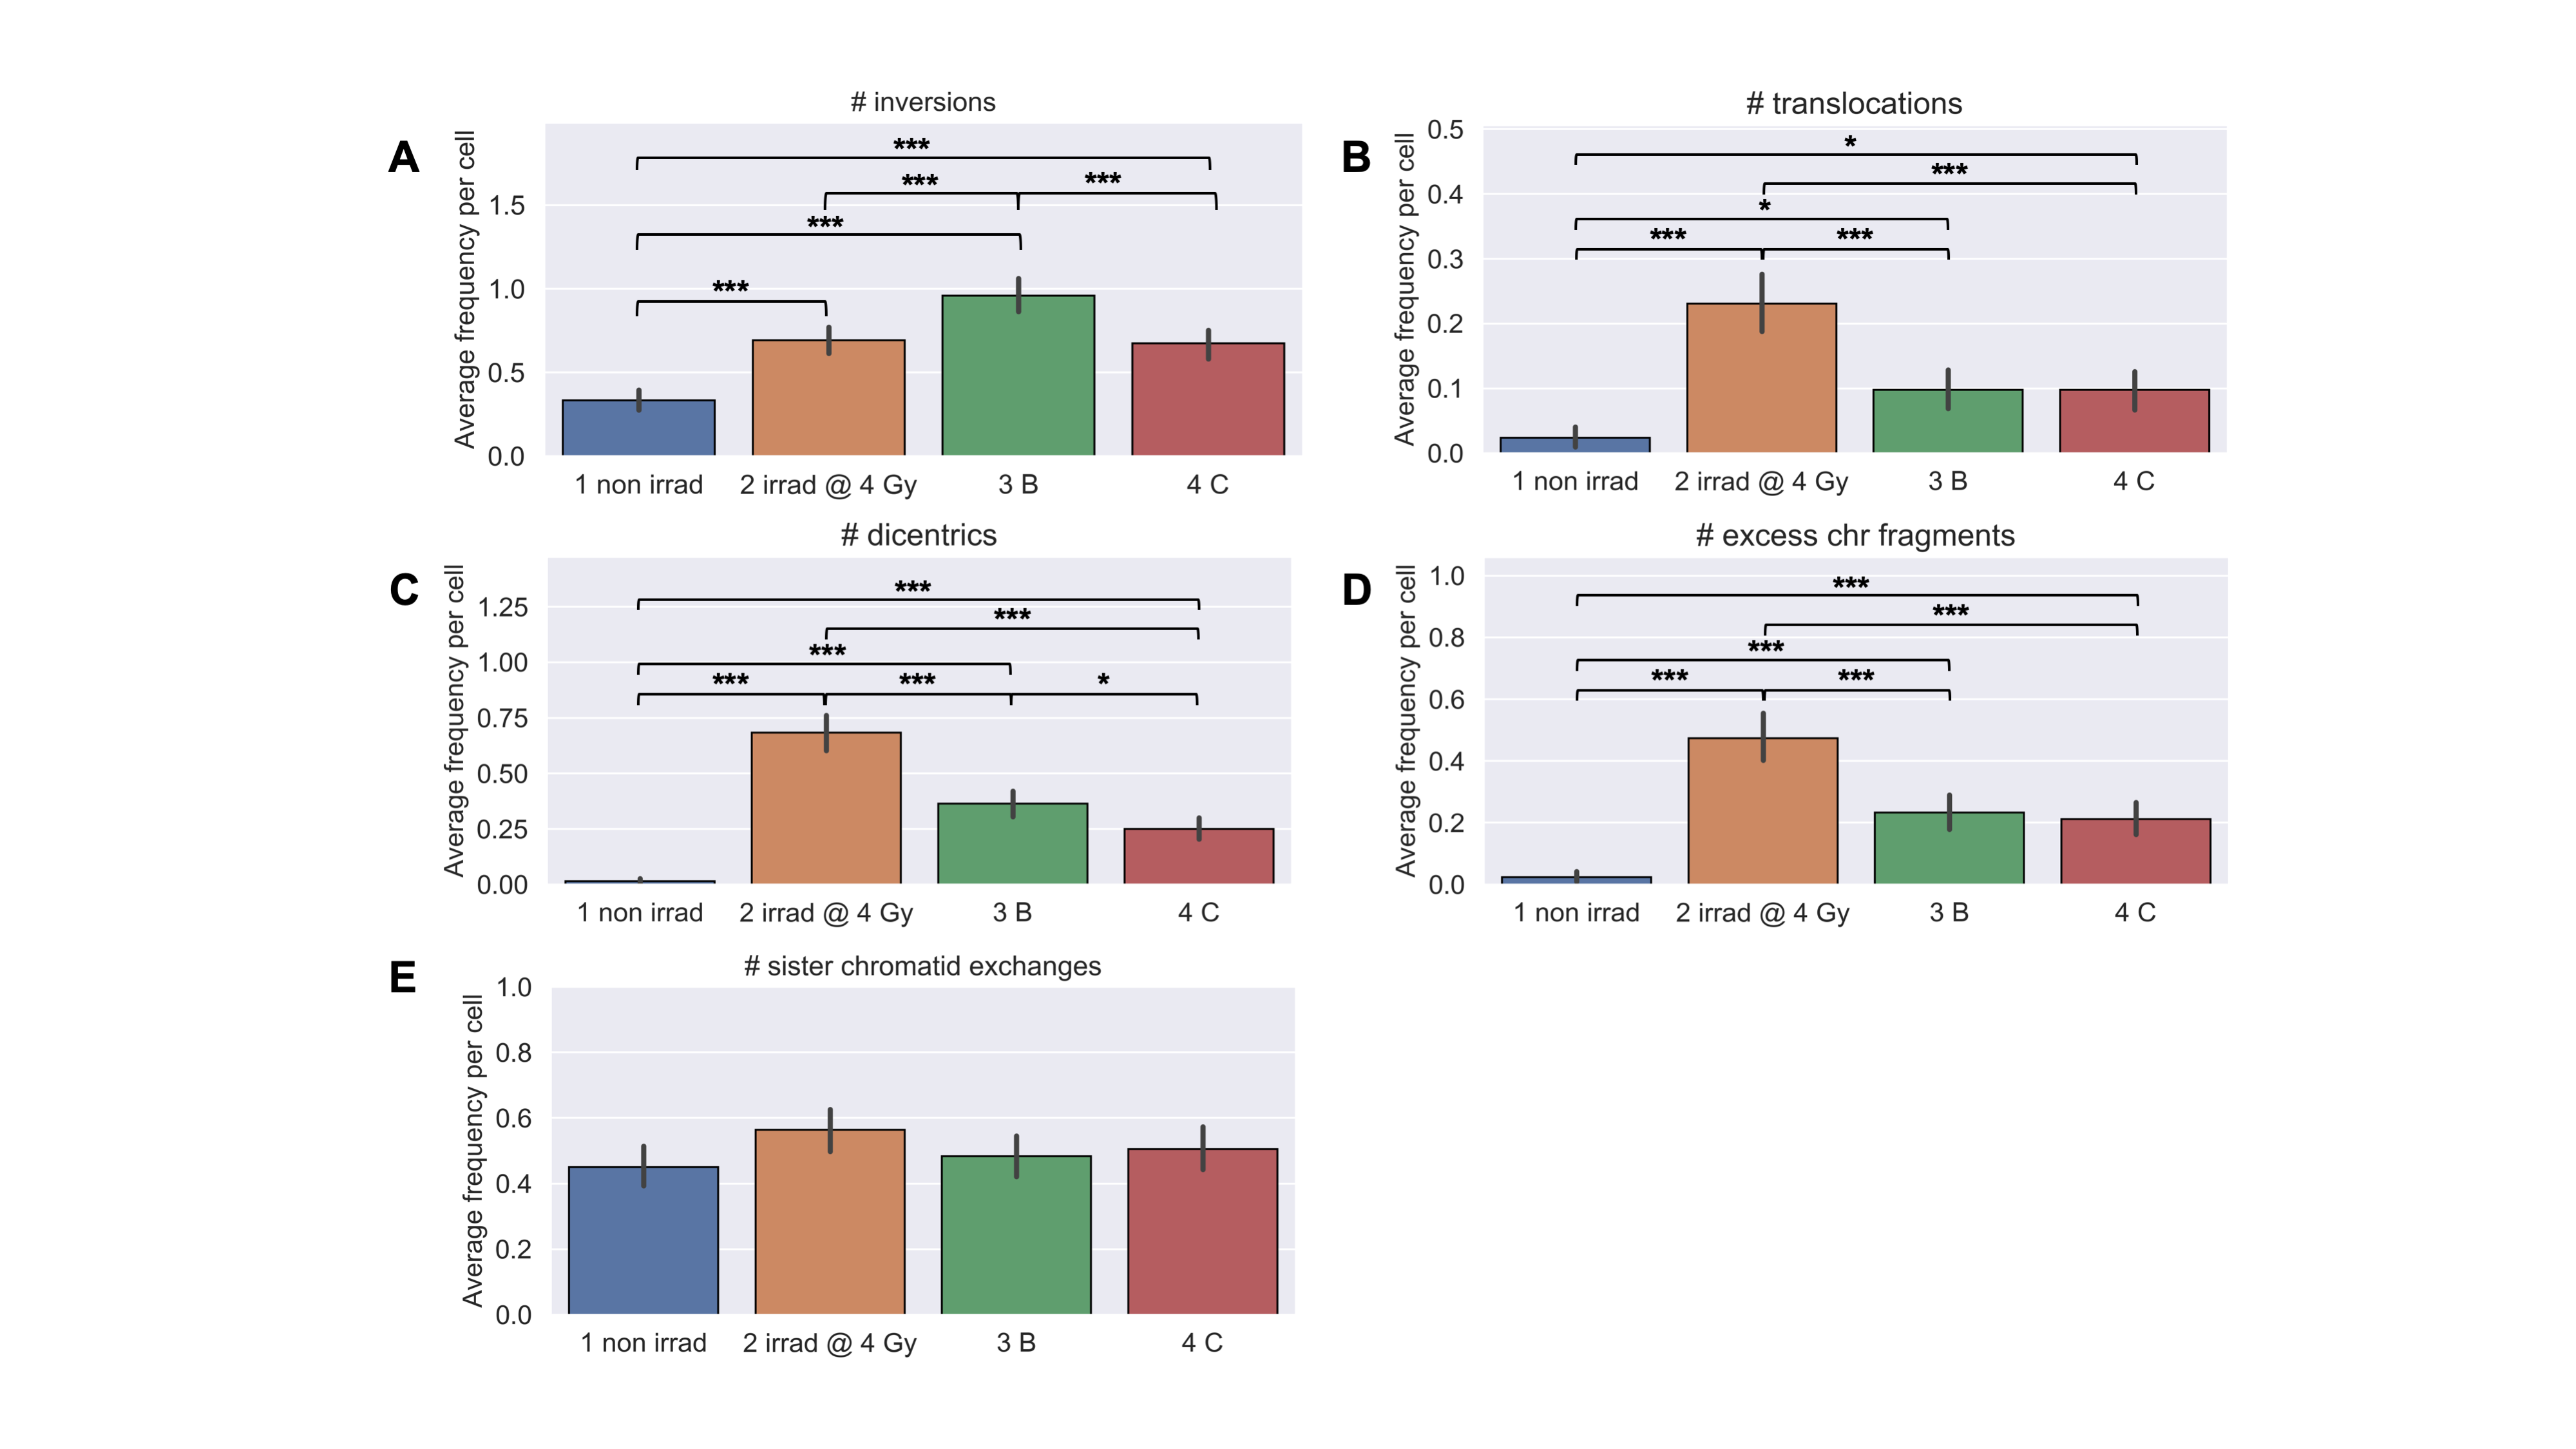 # inversions
A
Average frequency per cell
1.5
1.0
0.5
0.0
***
*** ***
***
***
1 non irrad 2 irrad @ 4 Gy 3 B 4 C
# translocations
B
Average frequency per cell
0.5
0.4
0.3
0.2
0.1
0.0
*
***
*
*** ***
1 non irrad 2 irrad @ 4 Gy 3 B 4 C
# dicentrics
C
Average frequency per cell
1.25
1.00
0.75
0.50
0.25
0.00
***
***
***
*** *** *
1 non irrad 2 irrad @ 4 Gy 3 B 4 C
# excess chr fragments
D
Average frequency per cell
1.0
0.8
0.6
0.4
0.2
0.0
***
***
***
*** ***
1 non irrad 2 irrad @ 4 Gy 3 B 4 C
# sister chromatid exchanges
E
Average frequency per cell
1.0
0.8
0.6
0.4
0.2
0.0
1 non irrad 2 irrad @ 4 Gy 3 B 4 C